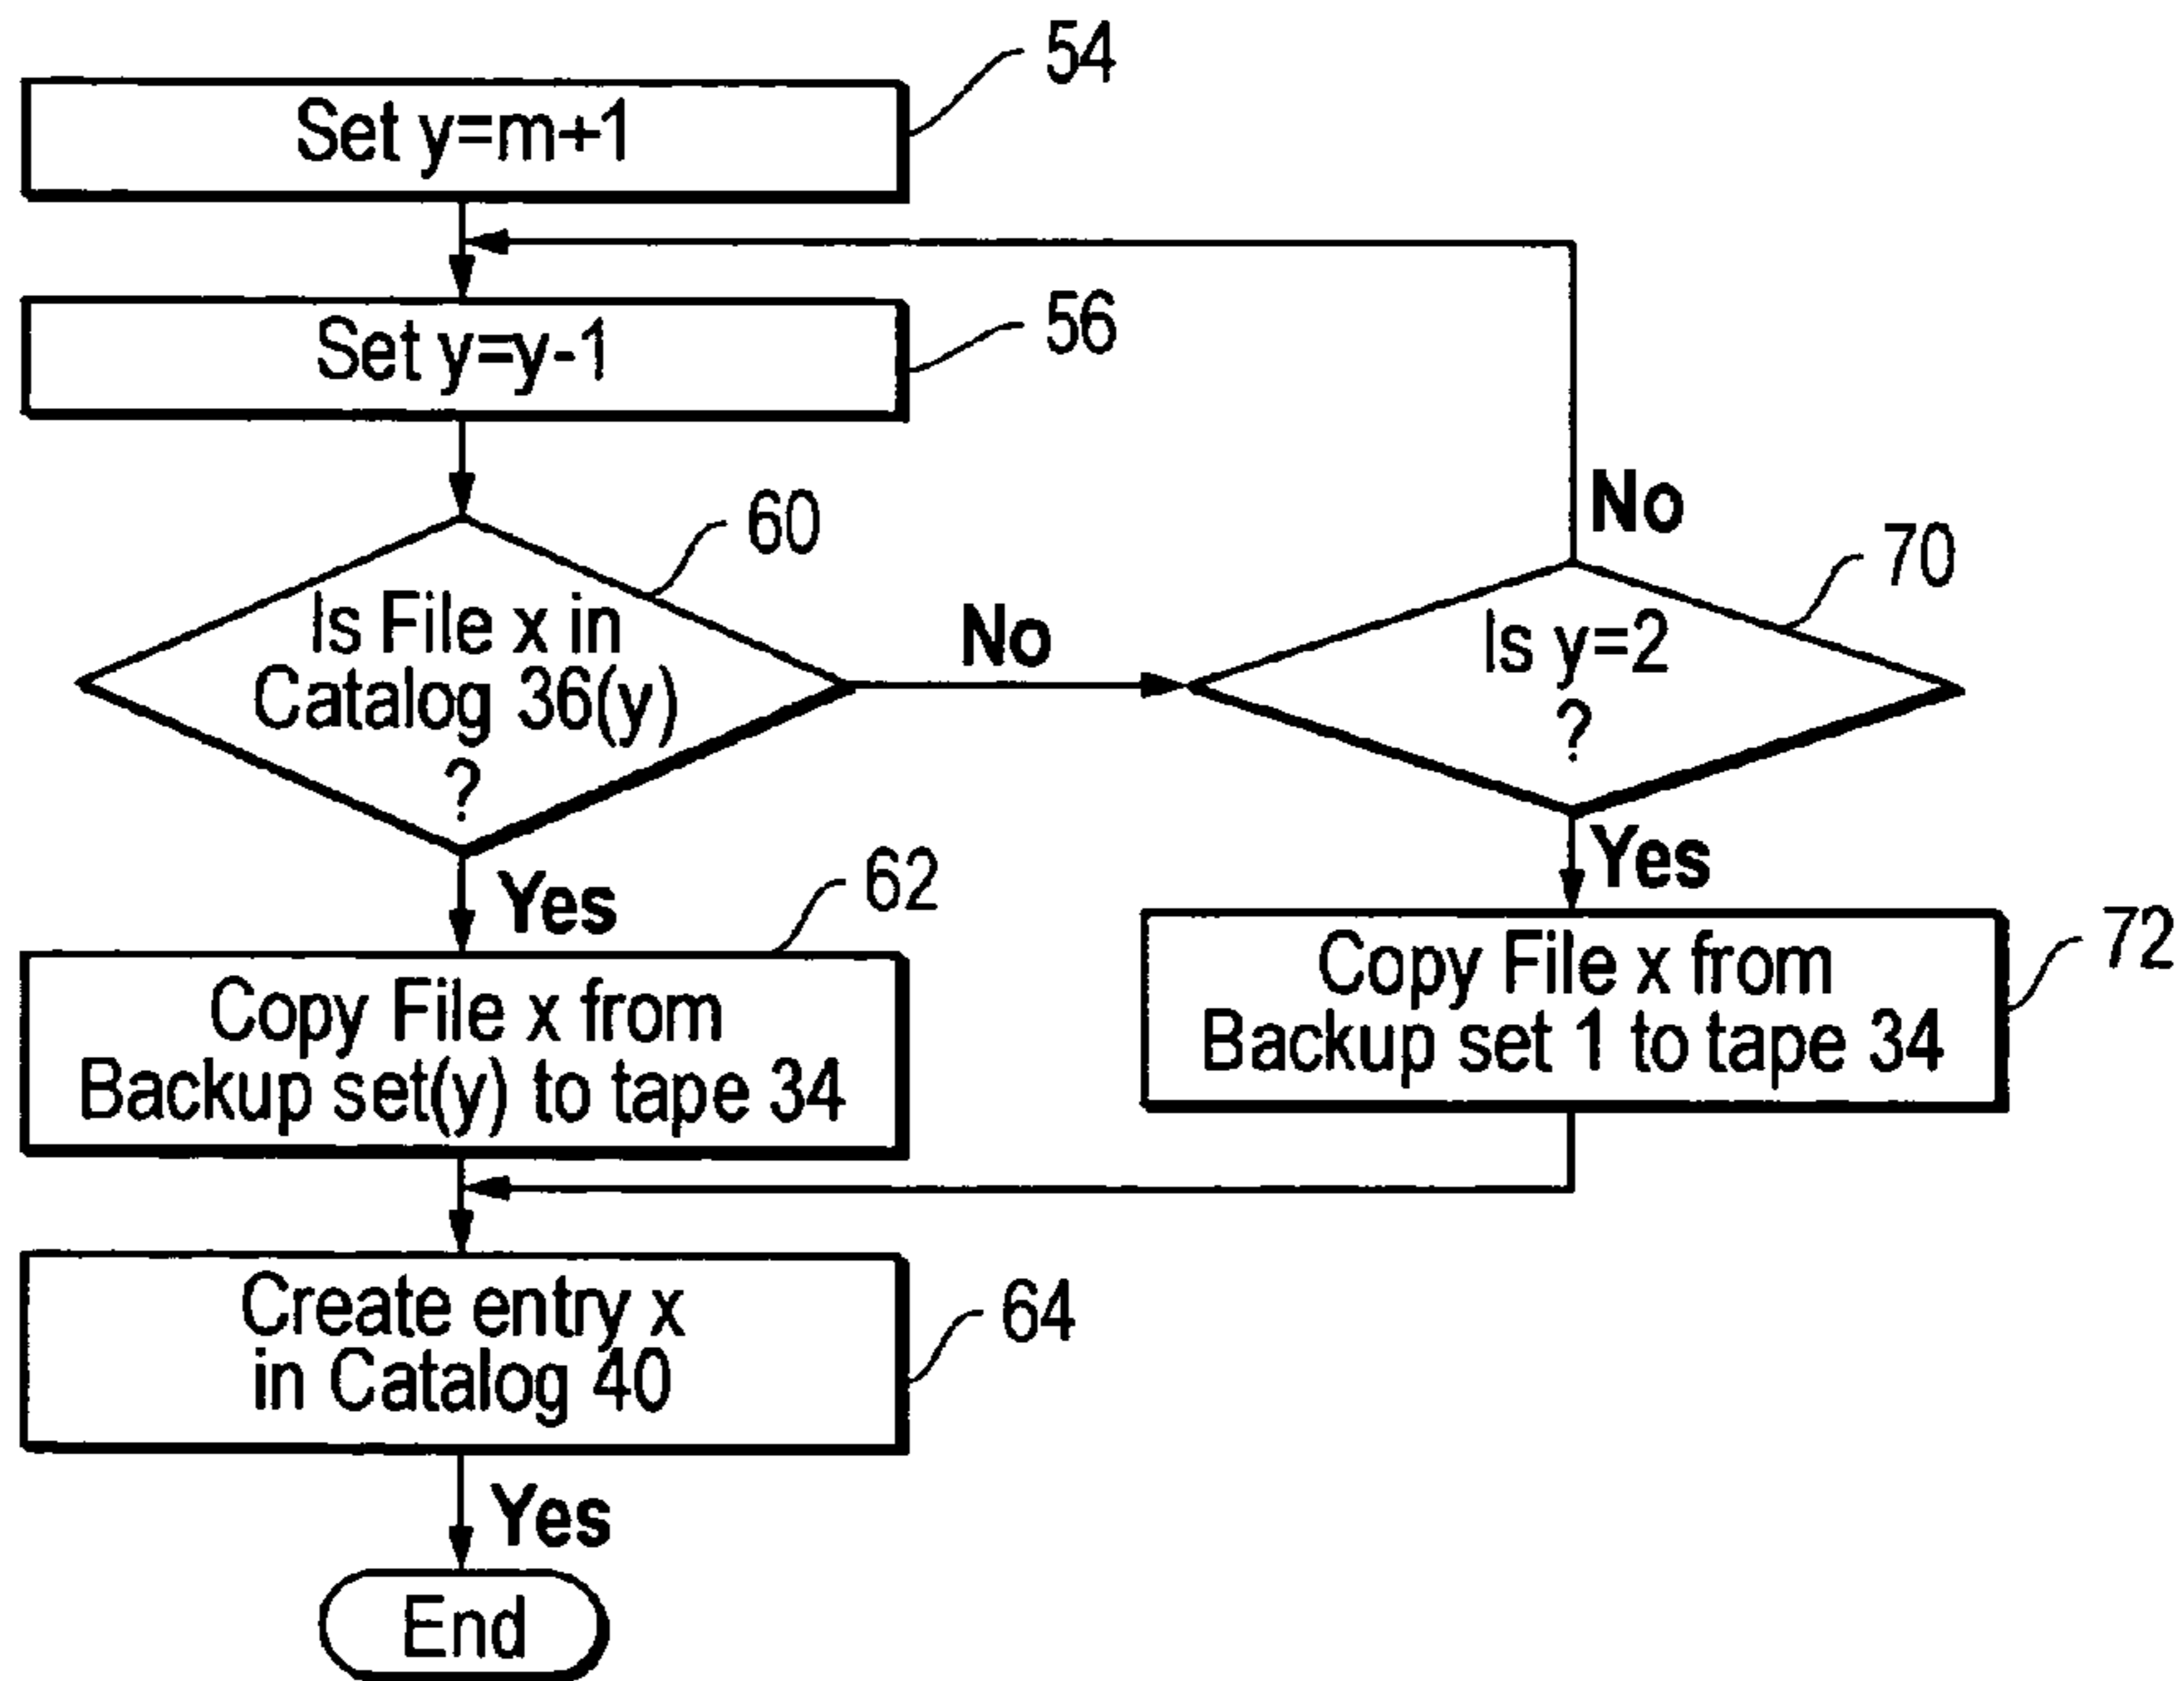 54
Set y=m+1
56
Set y=y-1
60
Is File x in
Catalog 36(y)
?
No
No
70
Is y=2
?
Yes
62
Copy File x from
Backup set(y) to tape 34
Yes
72
Copy File x from
Backup set 1 to tape 34
64
Create entry x
in Catalog 40
Yes
End